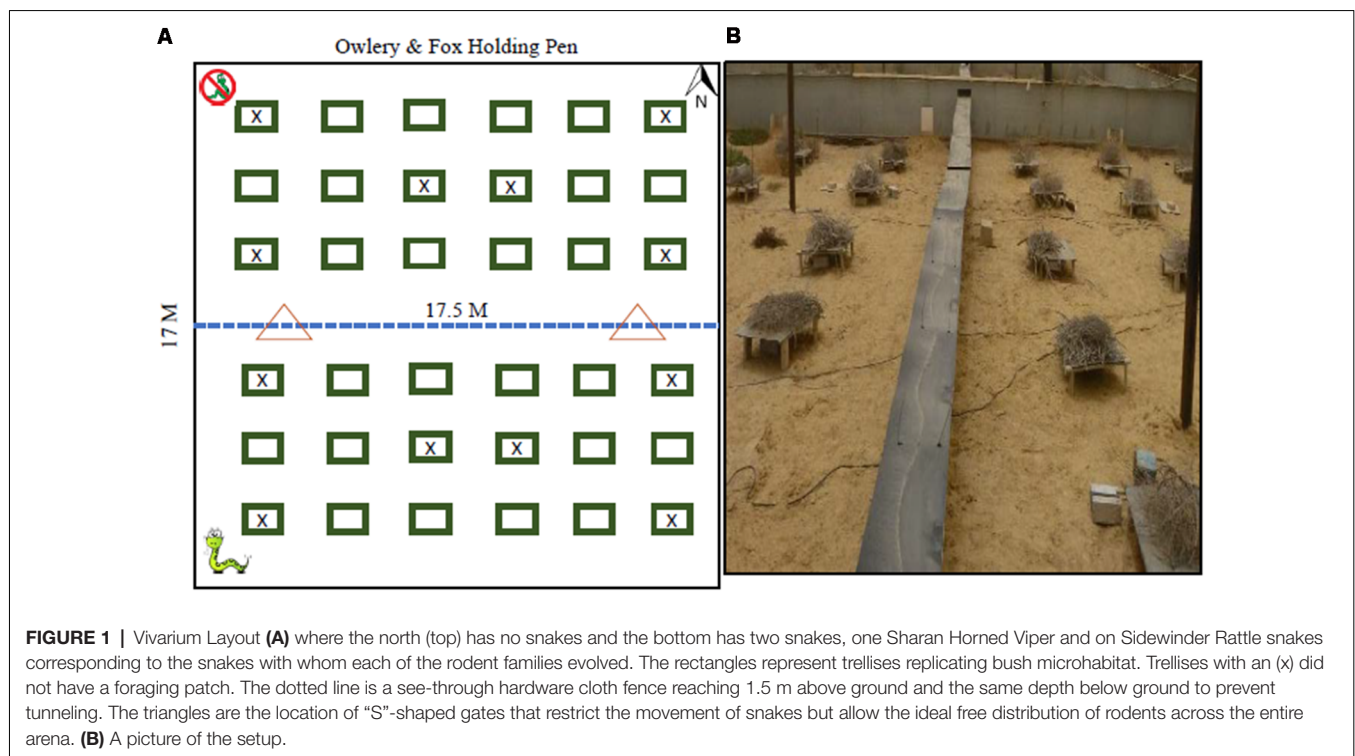 A
B
Owlery & Fox Holding Pen
N
X X
X X
X X
17.5 M
17 M
X X
X X
X X
FIGURE 1 | Vivarium Layout (A) where the north (top) has no snakes and the bottom has two snakes, one Sharan Horned Viper and on Sidewinder Rattle snakes
corresponding to the snakes with whom each of the rodent families evolved. The rectangles represent trellises replicating bush microhabitat. Trellises with an (x) did
not have a foraging patch. The dotted line is a see-through hardware cloth fence reaching 1.5 m above ground and the same depth below ground to prevent
tunneling. The triangles are the location of “S”-shaped gates that restrict the movement of snakes but allow the ideal free distribution of rodents across the entire
arena. (B) A picture of the setup.